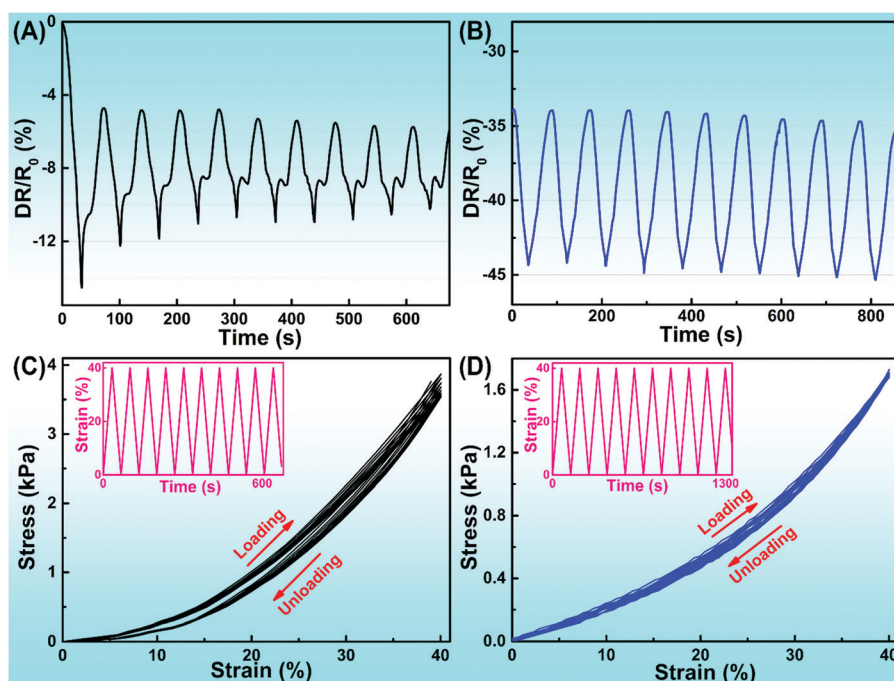 (A)
0
-4
-8
-12
DR/R0 (%)
0 100 200 300 400 500 600
Time (s)
(B)
-30
-35
-40
-45
DR/R0 (%)
0 200 400 600 800
Time (s)
(C)
4
3
2
1
0
Stress (kPa)
0 10 20 30 40
Strain (%)
40
20
0
Strain (%)
0 600
Time (s)
Loading
Unloading
(D)
1.6
1.2
0.8
0.4
0.0
Stress (kPa)
0 10 20 30 40
Strain (%)
40
20
0
Strain (%)
0 1300
Time (s)
Loading
Unloading